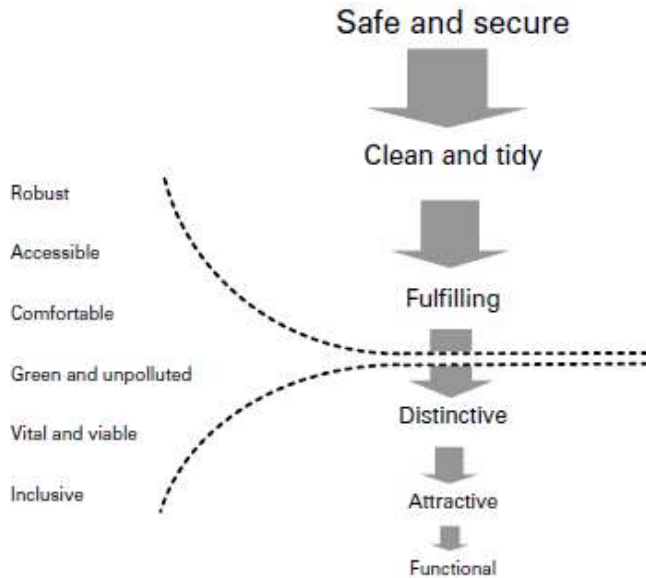 Safe and secure
Clean and tidy
Robust
Accessible
Fulfilling
Comfortable
Green and unpolluted
Distinctive
Vital and viable
Inclusive
Attractive
Functional